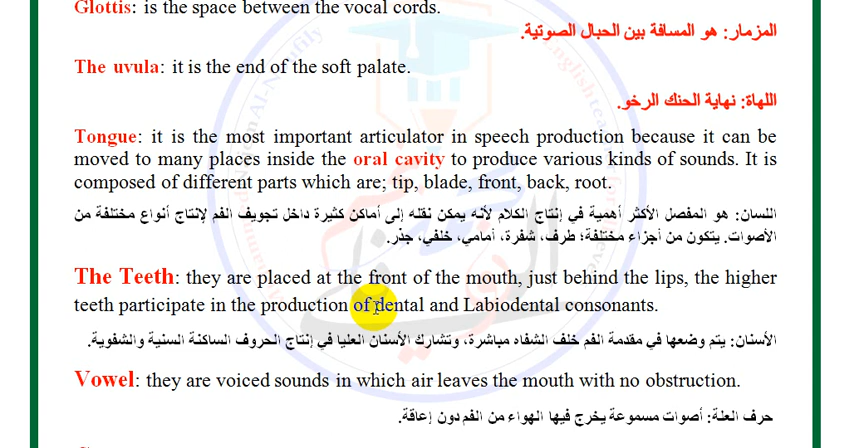 Glottis: is the space between the vocal cords.
المزمار: هو المسافة بين الحبال الصوتية.
The uvula: it is the end of the soft palate.
اللهاة: نهاية الحنك الرخو.
Tongue: it is the most important articulator in speech production because it can be
moved to many places inside the oral cavity to produce various kinds of sounds. It is
composed of different parts which are; tip, blade, front, back, root.
اللسان: هو المفصل الأكثر أهمية في إنتاج الكلام لأنه يمكن نقله إلى أماكن كثيرة داخل تجويف الفم لإنتاج أنواع مختلفة من
الأصوات. يتكون من أجزاء مختلفة؛ طرف، شفرة، أمامي، خلفي، جذر.
The Teeth: they are placed at the front of the mouth, just behind the lips, the higher
teeth participate in the production of dental and Labiodental consonants.
الأسنان: يتم وضعها في مقدمة الفم خلف الشفاه مباشرة، وتشارك الأسنان العليا في إنتاج الحروف الساكنة السنية والشفوية.
Vowel: they are voiced sounds in which air leaves the mouth with no obstruction.
حرف العلة: أصوات مسموعة يخرج فيها الهواء من الفم دون إعاقة.